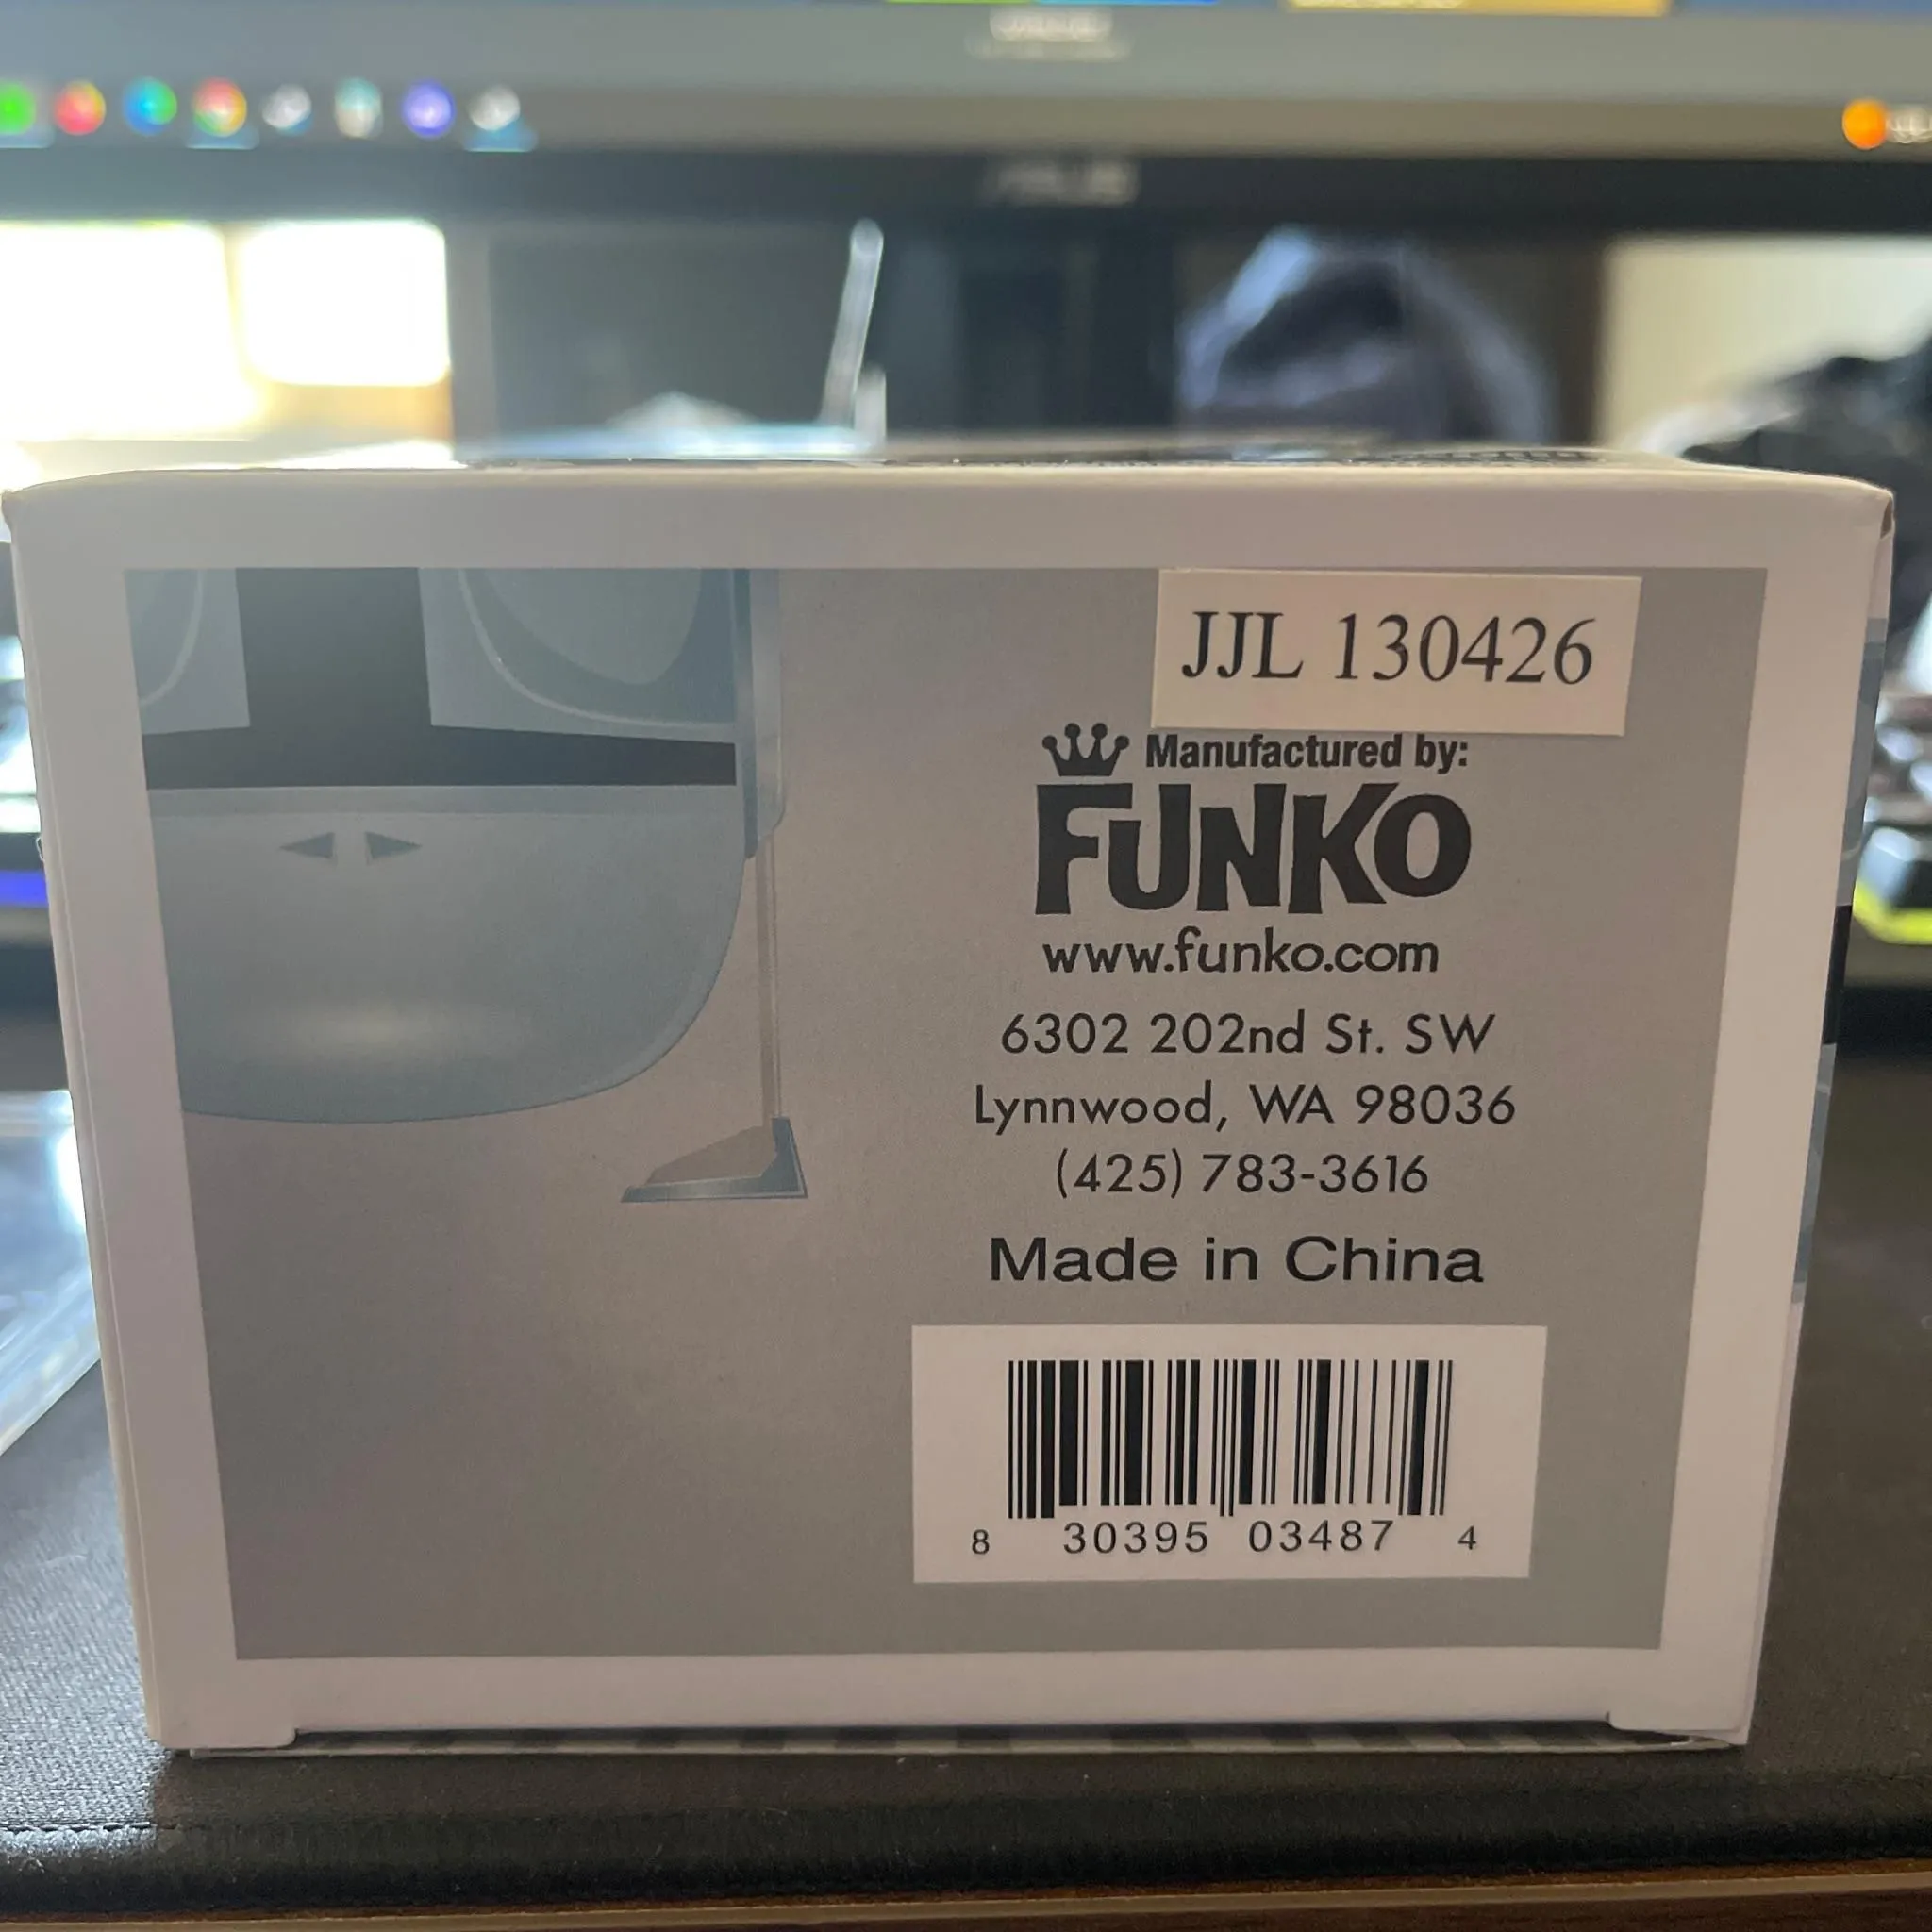 JJL 130426
Manufactured by:
FUNKO
www.funko.com
6302 202nd St. SW
Lynnwood, WA 98036
(425) 783-3616
Made in China
8 30395 03487 4